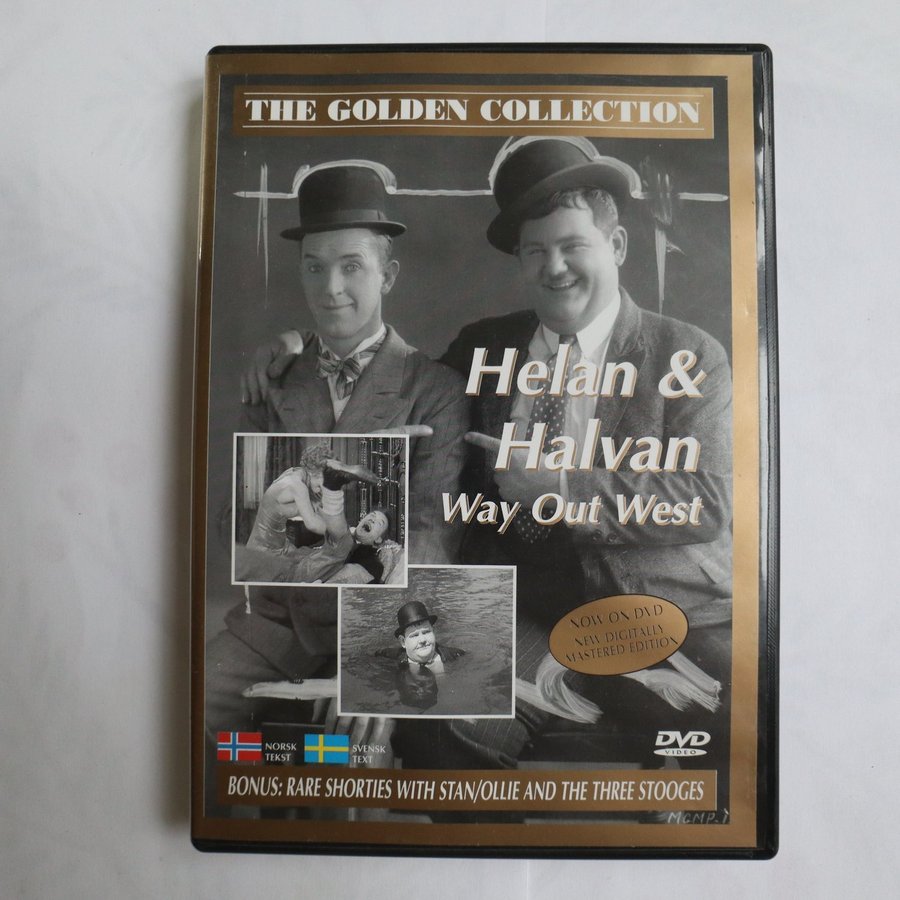 THE GOLDEN COLLECTION
Helan &
Halvan
Way Out West
NOW ON DVD
NEW DIGITALLY
MASTERED EDITION
NORSK
TEKST
SVENSK
TEXT
DVD
VIDEO
BONUS: RARE SHORTIES WITH STAN/OLLIE AND THE THREE STOOGES